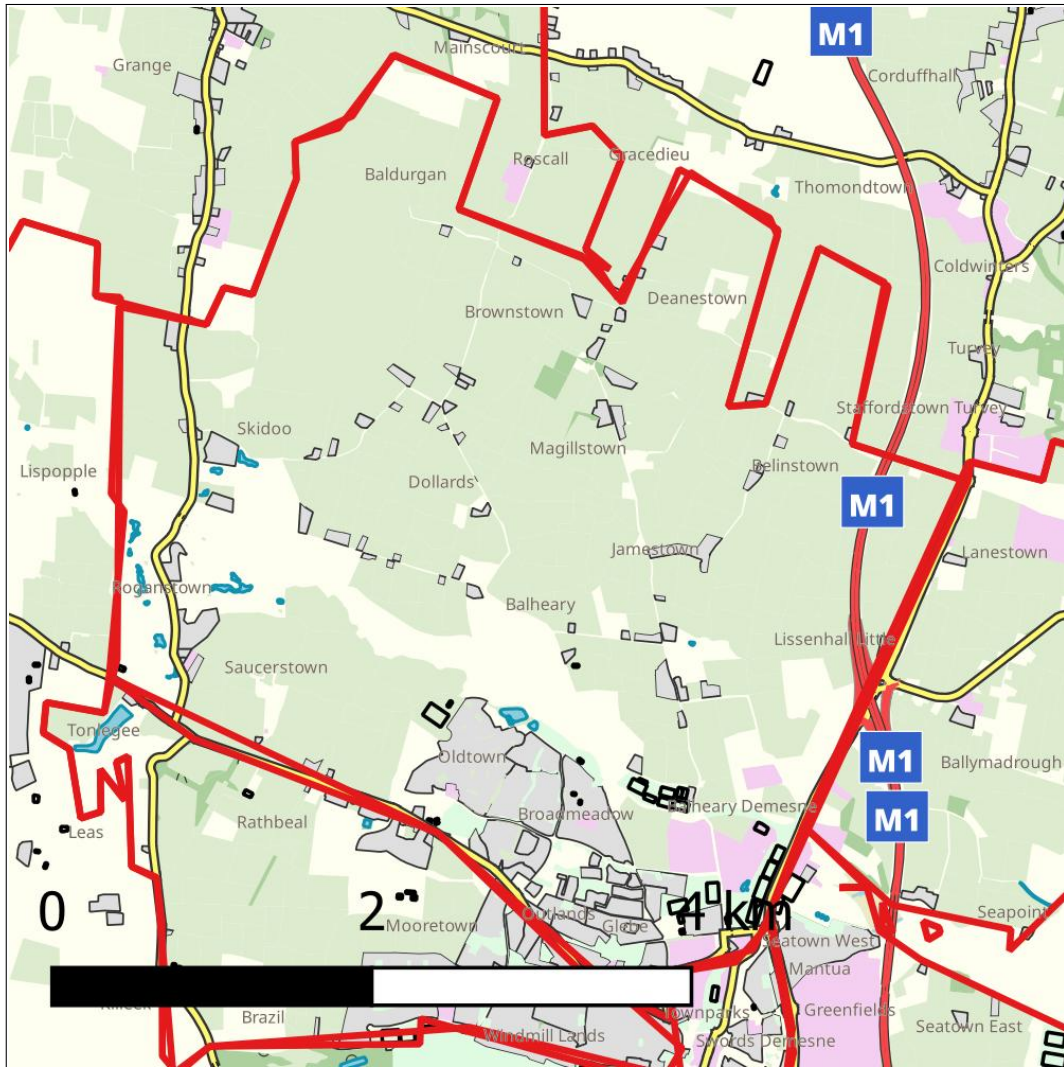 M1
Mainscourt
Grange
Corduffhall
Roscall
Gracedieu
Baldurgan
Thomondtown
Coldwinters
Deanestown
Brownstown
Turvey
Staffordstown Turvey
Skidoo
Magillstown
Belinstown
Lispopple
Dollards
M1
Jamestown
Lanestown
Roganstown
Balheary
Lissenhall Little
Saucerstown
Tonlegee
Oldtown
M1
Ballymadrough
Balheary Demesne
Broadmeadow
M1
Rathbeal
Leas
0
2
4 km
Mooretown
Outlands
Glebe
Seapoint
Seatown West
Mantua
Brazil
Townparks
Greenfields
Seatown East
Windmill Lands
Swords Demesne